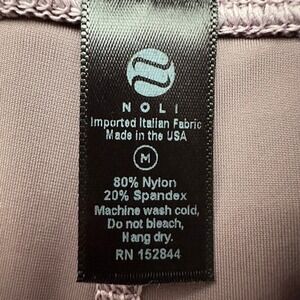 NOLI
Imported Italian Fabric
Made in the USA
M
80% Nylon
20% Spandex
Machine wash cold,
Do not bleach,
Hang dry.
RN 152844